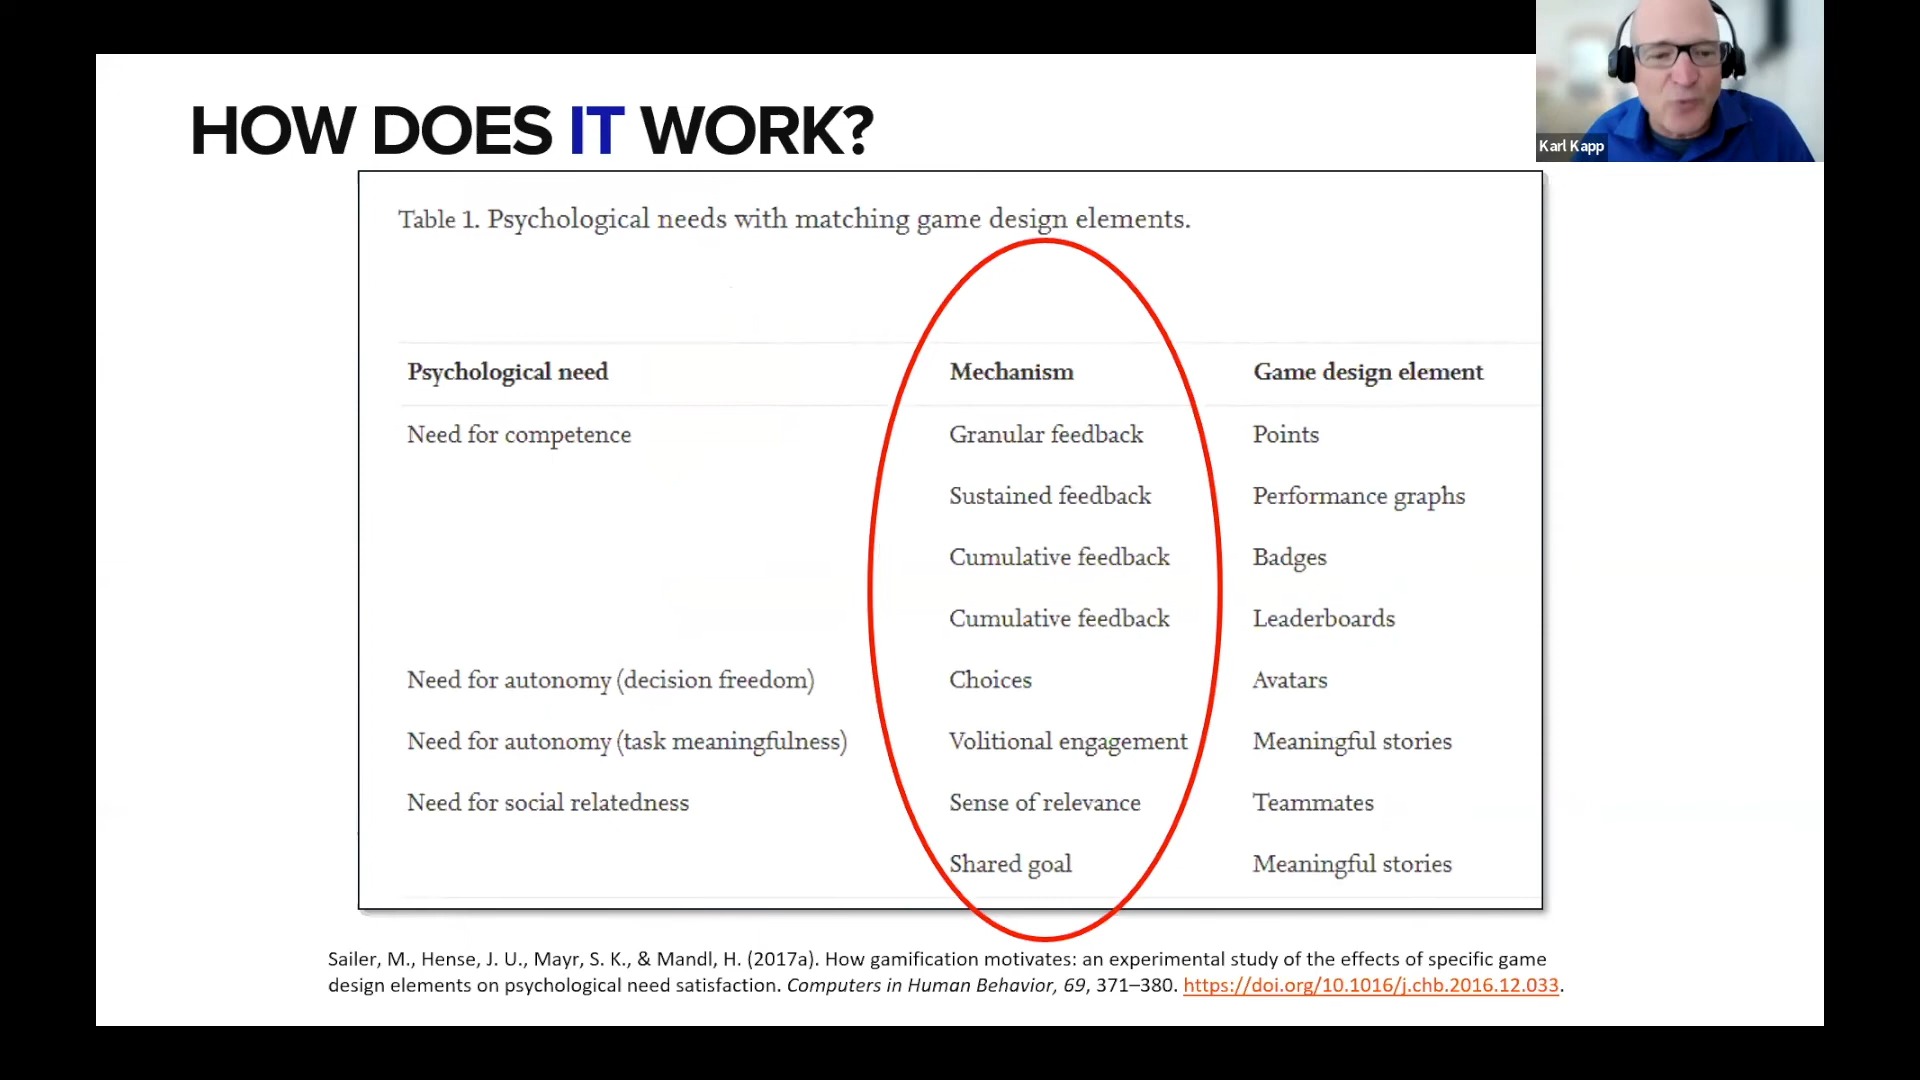 HOW DOES IT WORK?
Karl Kapp
Table 1. Psychological needs with matching game design elements.
Psychological need Mechanism Game design element
Need for competence Granular feedback Points
Sustained feedback Performance graphs
Cumulative feedback Badges
Cumulative feedback Leaderboards
Need for autonomy (decision freedom) Choices Avatars
Need for autonomy (task meaningfulness) Volitional engagement Meaningful stories
Need for social relatedness Sense of relevance Teammates
Shared goal Meaningful stories
Sailer, M., Hense, J. U., Mayr, S. K., & Mandl, H. (2017a). How gamification motivates: an experimental study of the effects of specific game
design elements on psychological need satisfaction. Computers in Human Behavior, 69, 371–380. https://doi.org/10.1016/j.chb.2016.12.033.